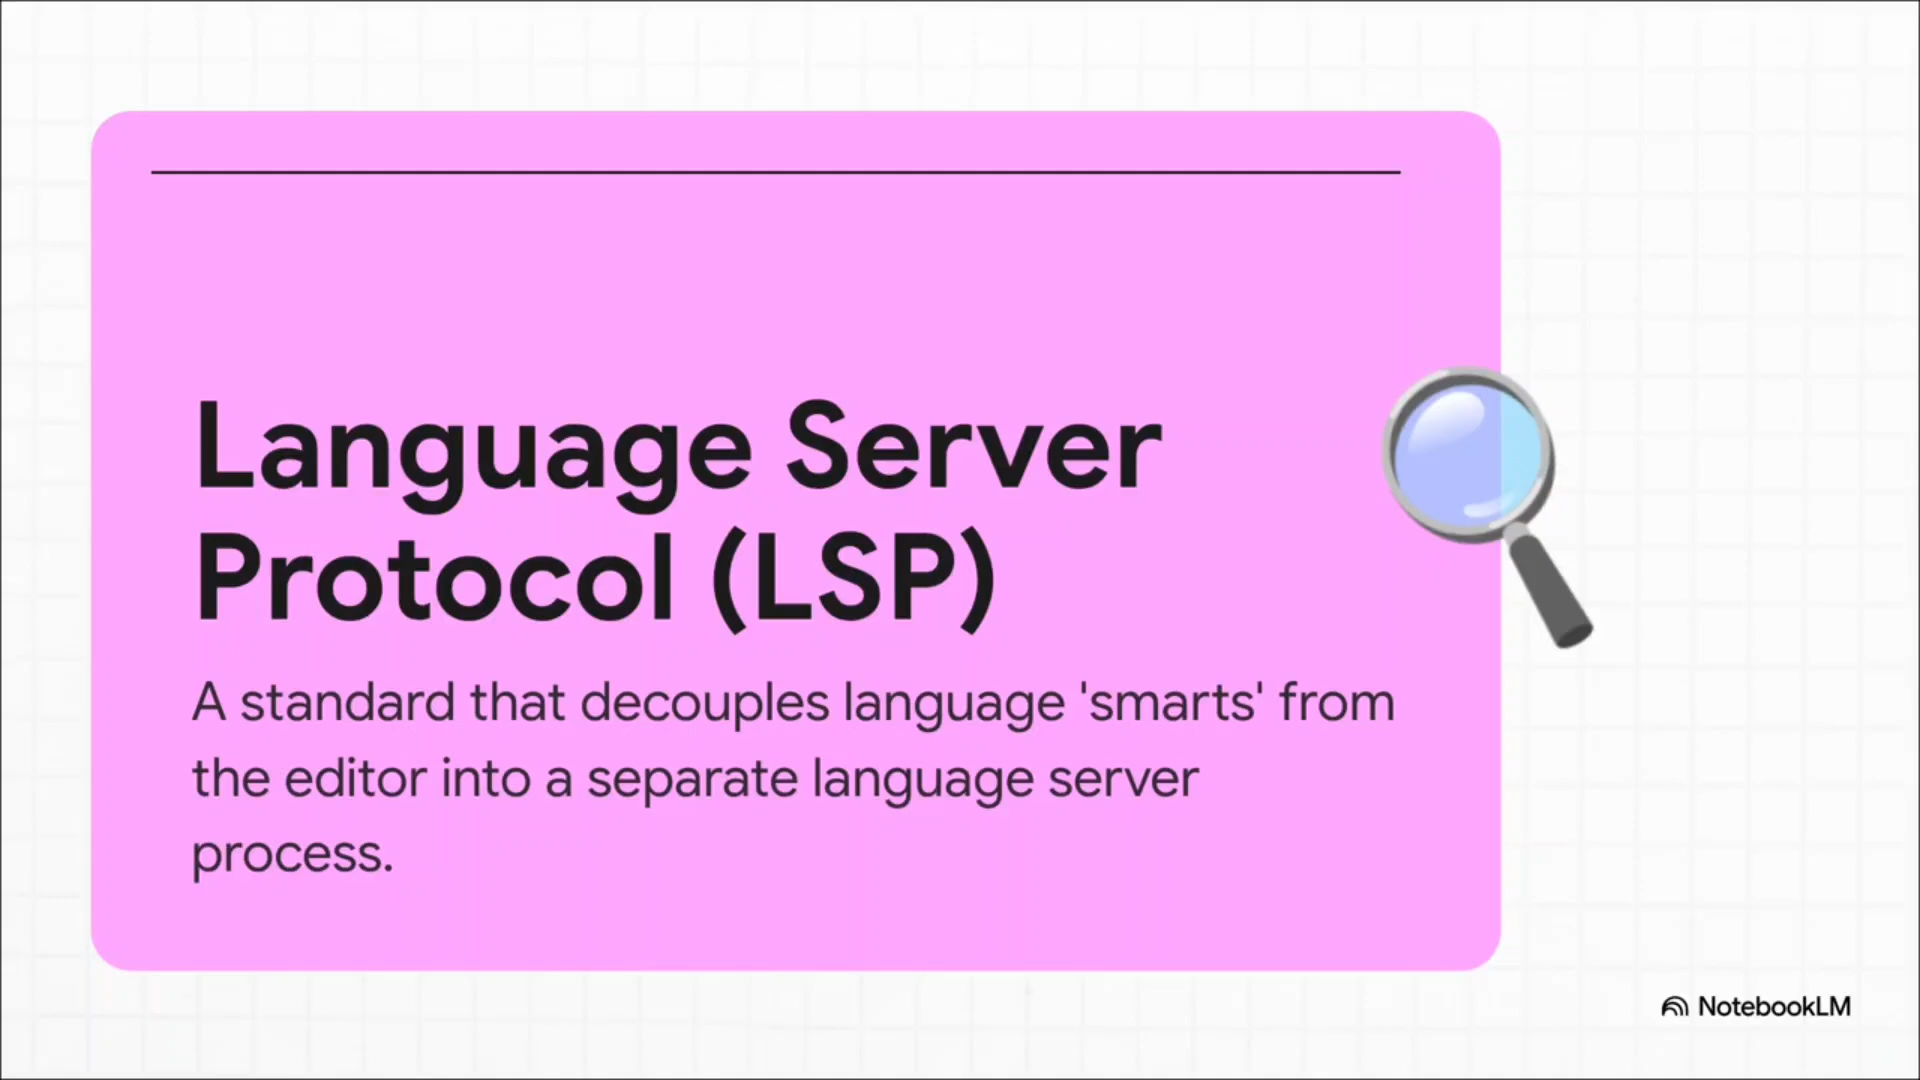 Language Server
Protocol (LSP)
A standard that decouples language 'smarts' from
the editor into a separate language server
process.
NotebookLM